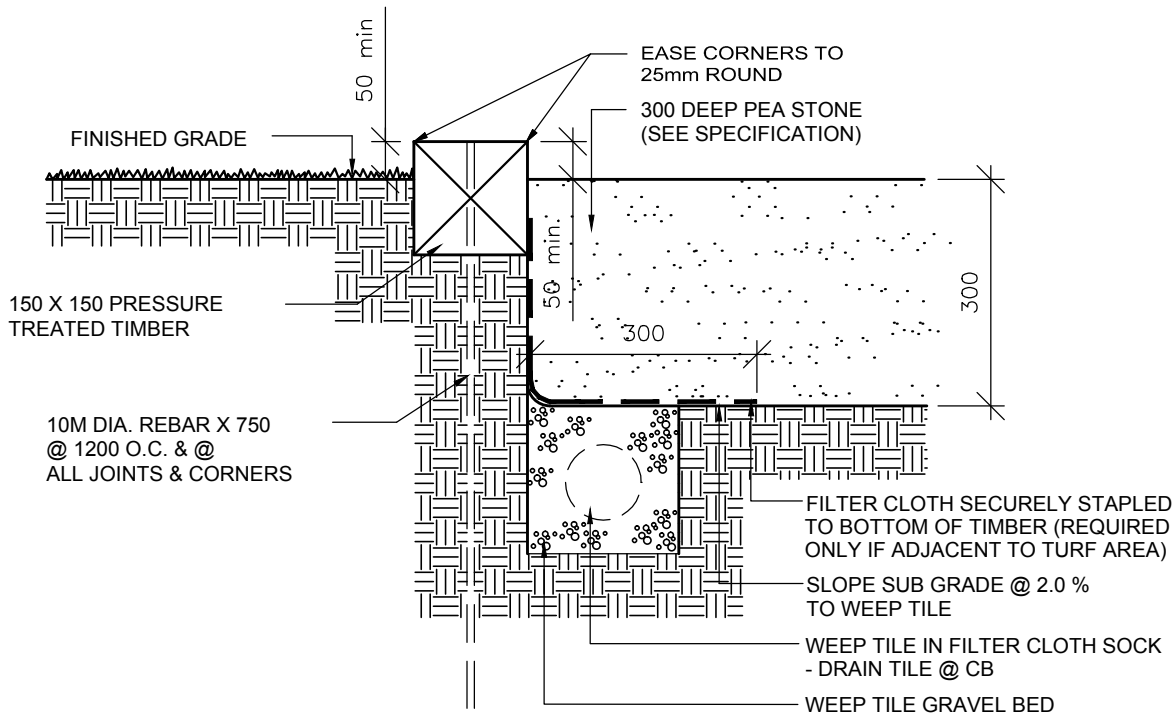 50 min
EASE CORNERS TO
25mm ROUND
300 DEEP PEA STONE
(SEE SPECIFICATION)
FINISHED GRADE
50 min.
300
300
150 X 150 PRESSURE
TREATED TIMBER
10M DIA. REBAR X 750
@ 1200 O.C. & @
ALL JOINTS & CORNERS
FILTER CLOTH SECURELY STAPLED
TO BOTTOM OF TIMBER (REQUIRED
ONLY IF ADJACENT TO TURF AREA)
SLOPE SUB GRADE @ 2.0 %
TO WEEP TILE
WEEP TILE IN FILTER CLOTH SOCK
- DRAIN TILE @ CB
WEEP TILE GRAVEL BED